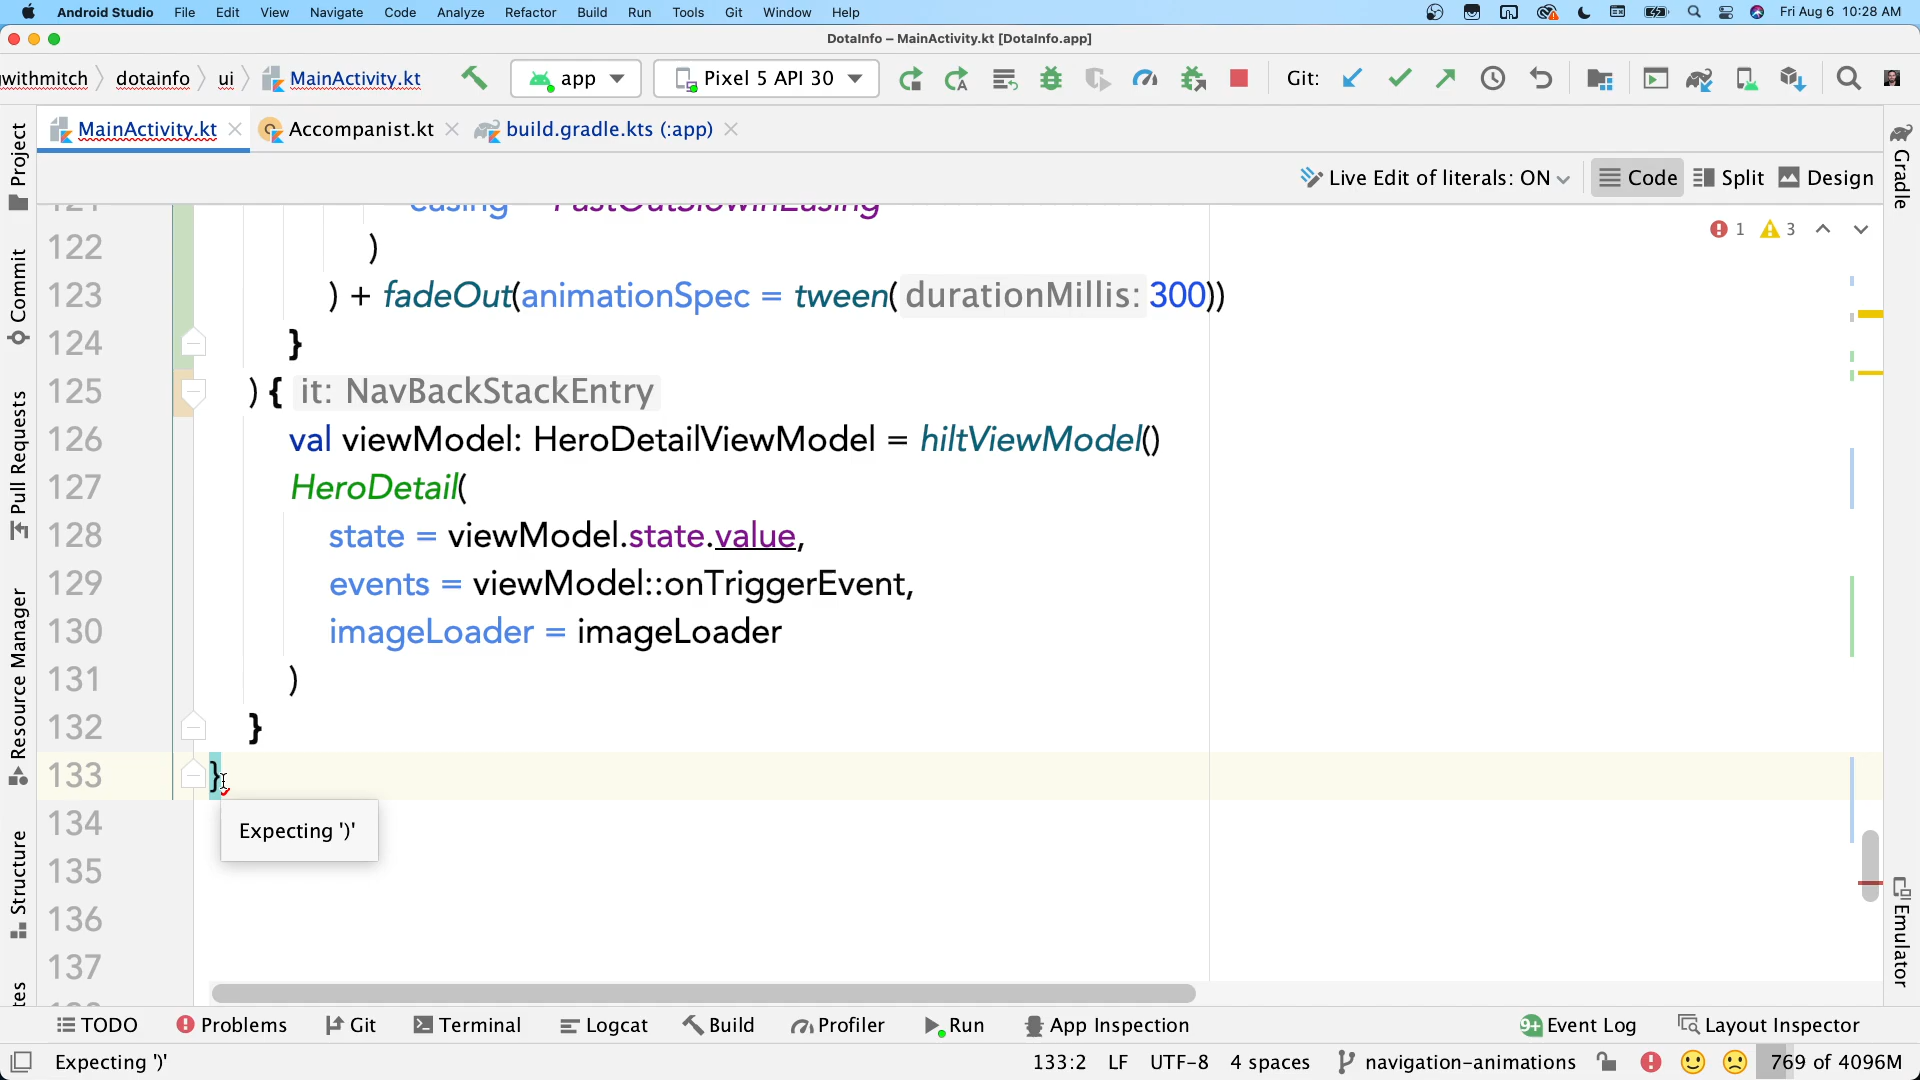 Android Studio File Edit View Navigate Code Analyze Refactor Build Run Tools Git Window Help Fri Aug 6 10:28 AM
DotaInfo – MainActivity.kt [DotaInfo.app]
withmitch dotainfo ui MainActivity.kt app Pixel 5 API 30 Git:
MainActivity.kt Accompanist.kt build.gradle.kts (:app)
Live Edit of literals: ON Code Split Design
121 easing = FastOutSlowInEasing
1 3
122 )
123 ) + fadeOut(animationSpec = tween( durationMillis: 300))
124 }
125 ) { it: NavBackStackEntry
126 val viewModel: HeroDetailViewModel = hiltViewModel()
127 HeroDetail(
128 state = viewModel.state.value,
129 events = viewModel::onTriggerEvent,
130 imageLoader = imageLoader
131 )
132 }
133 }
134
Expecting ')'
135
136
137
Project
Commit
Pull Requests
Resource Manager
Structure
Gradle
Emulator
TODO Problems Git Terminal Logcat Build Profiler Run App Inspection 9+ Event Log Layout Inspector
Expecting ')' 133:2 LF UTF-8 4 spaces navigation-animations 769 of 4096M